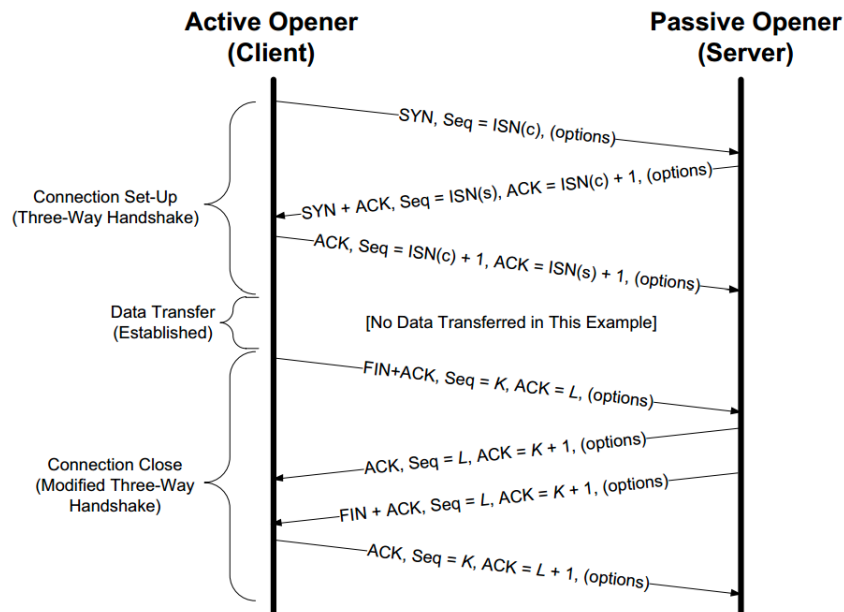 Active Opener
(Client)
Passive Opener
(Server)
SYN, Seq = ISN(c), (options)
SYN + ACK, Seq = ISN(s), ACK = ISN(c) + 1, (options)
Connection Set-Up
(Three-Way Handshake)
ACK, Seq = ISN(c) + 1, ACK = ISN(s) + 1, (options)
Data Transfer
(Established)
[No Data Transferred in This Example]
FIN+ACK, Seq = K, ACK = L, (options)
ACK, Seq = L, ACK = K + 1, (options)
Connection Close
(Modified Three-Way
Handshake)
FIN + ACK, Seq = L, ACK = K + 1, (options)
ACK, Seq = K, ACK = L + 1, (options)